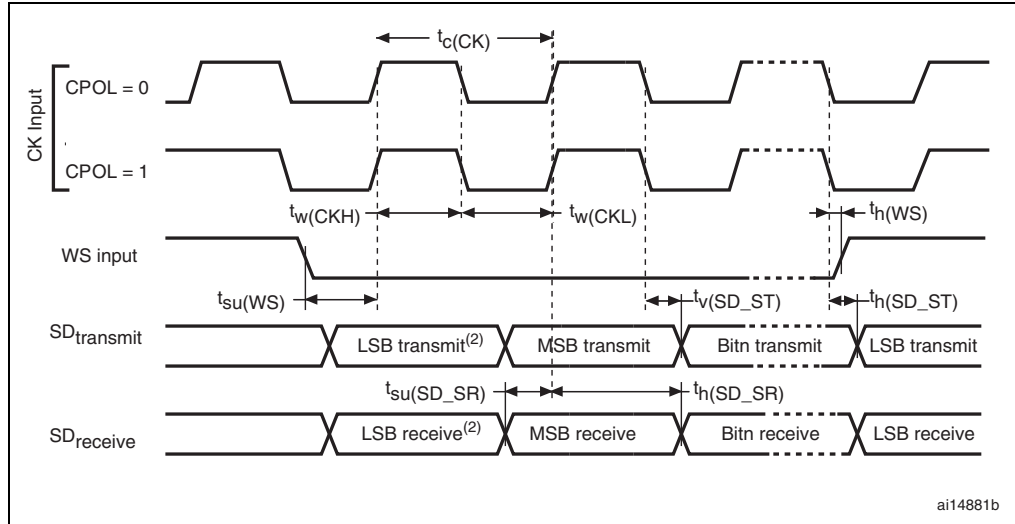 tc(CK)
CPOL = 0
CK Input
CPOL = 1
tw(CKH)
tw(CKL)
th(WS)
WS input
tsu(WS)
tv(SD_ST)
th(SD_ST)
SDtransmit
LSB transmit(2)
MSB transmit
Bitn transmit
LSB transmit
tsu(SD_SR)
th(SD_SR)
SDreceive
LSB receive(2)
MSB receive
Bitn receive
LSB receive
ai14881b